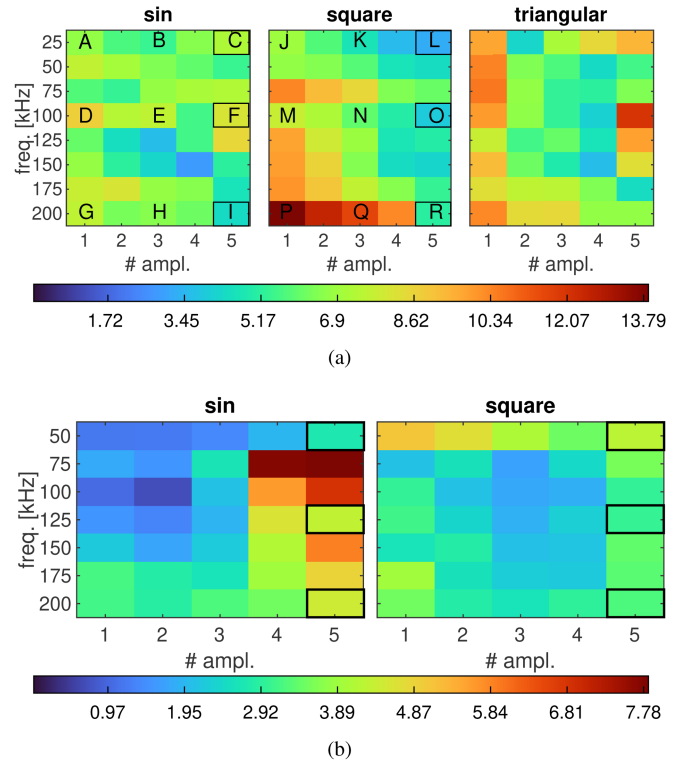 sin square triangular
25 A B C J K L
50
75
100 D E F M N O
125
150
175
200 G H I P Q R
freq. [kHz]
1 2 3 4 5 1 2 3 4 5 1 2 3 4 5
# ampl. # ampl. # ampl.
1.72 3.45 5.17 6.9 8.62 10.34 12.07 13.79
(a)
sin square
50
75
100
125
150
175
200
freq. [kHz]
1 2 3 4 5 1 2 3 4 5
# ampl. # ampl.
0.97 1.95 2.92 3.89 4.87 5.84 6.81 7.78
(b)